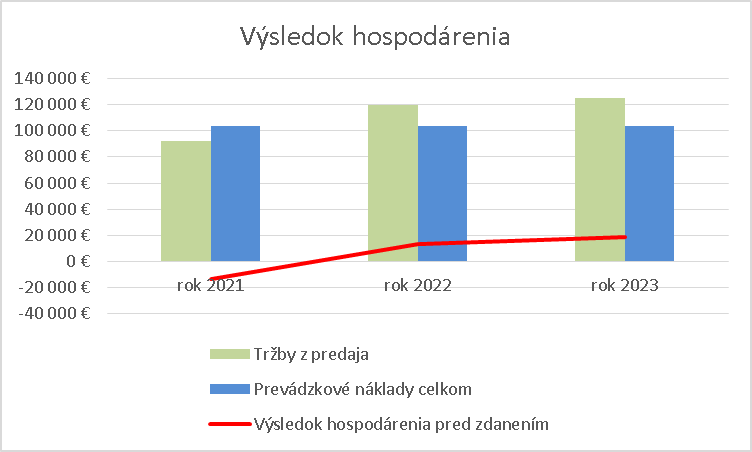 Výsledok hospodárenia
140 000 €
120 000 €
100 000 €
80 000 €
60 000 €
40 000 €
20 000 €
0 €
-20 000 €
-40 000 €
rok 2021
rok 2022
rok 2023
Tržby z predaja
Prevádzkové náklady celkom
Výsledok hospodárenia pred zdanením